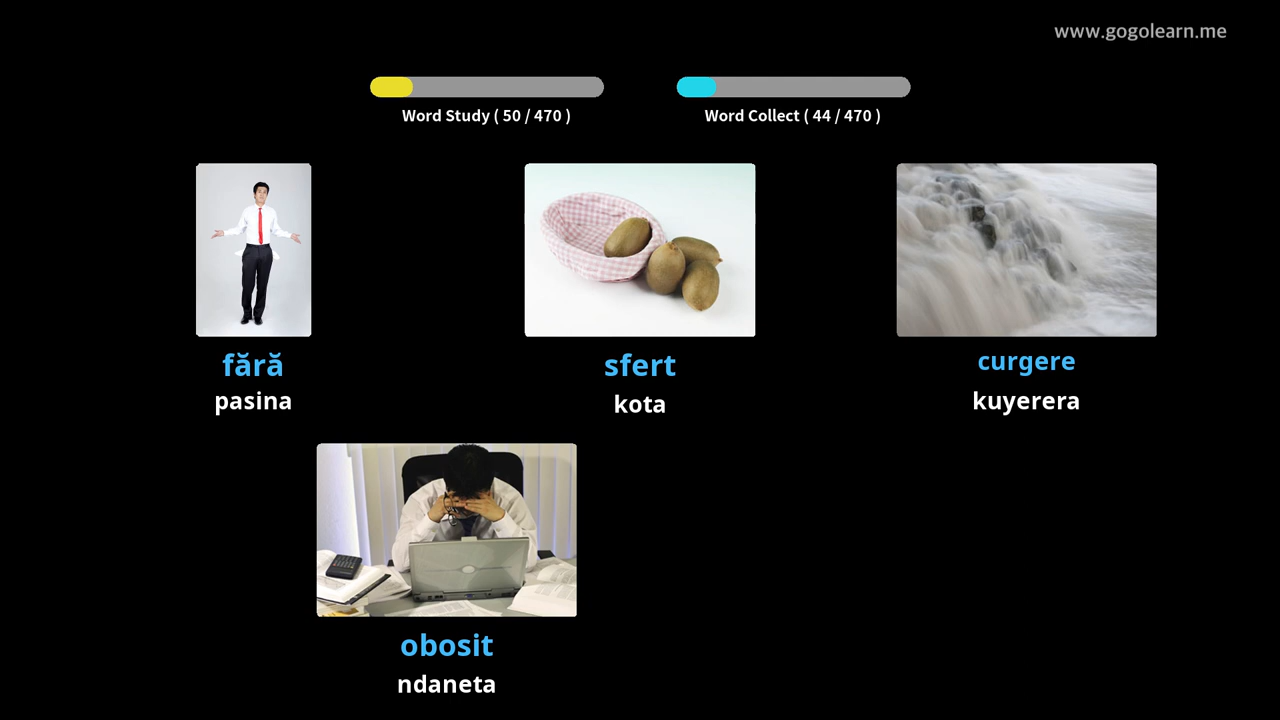 www.gogolearn.me
Word Study ( 50 / 470 )
Word Collect ( 44 / 470 )
fără
pasina
sfert
kota
curgere
kuyerera
obosit
ndaneta